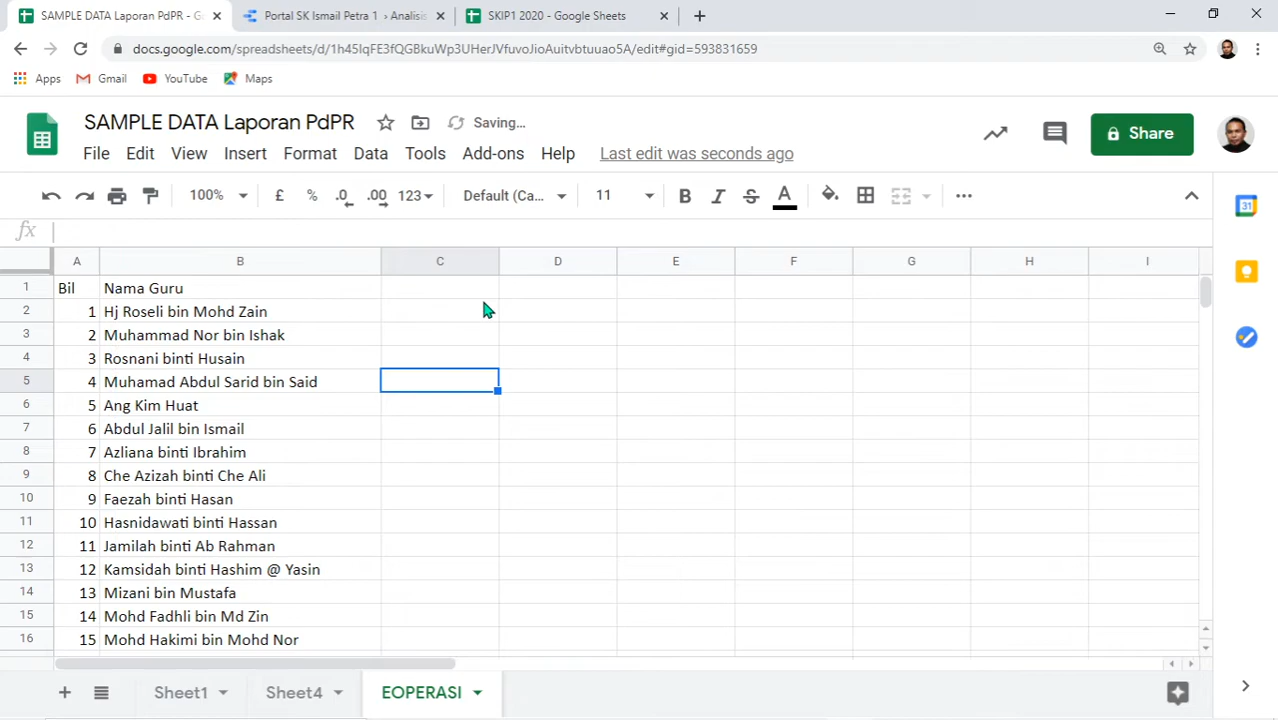 SAMPLE DATA Laporan PdPR - G
Portal SK Ismail Petra 1 › Analisis
SKIP1 2020 - Google Sheets
docs.google.com/spreadsheets/d/1h45IqFE3fQGBkuWp3UHerJVfuvoJioAuitvbtuuao5A/edit#gid=593831659
Apps Gmail YouTube Maps
SAMPLE DATA Laporan PdPR Saving...
File Edit View Insert Format Data Tools Add-ons Help Last edit was seconds ago
Share
100% £ % .0 .00 123 Default (Ca... 11 B I S A
fx
A B C D E F G H I
1 Bil Nama Guru
2 1 Hj Roseli bin Mohd Zain
3 2 Muhammad Nor bin Ishak
4 3 Rosnani binti Husain
5 4 Muhamad Abdul Sarid bin Said
6 5 Ang Kim Huat
7 6 Abdul Jalil bin Ismail
8 7 Azliana binti Ibrahim
9 8 Che Azizah binti Che Ali
10 9 Faezah binti Hasan
11 10 Hasnidawati binti Hassan
12 11 Jamilah binti Ab Rahman
13 12 Kamsidah binti Hashim @ Yasin
14 13 Mizani bin Mustafa
15 14 Mohd Fadhli bin Md Zin
16 15 Mohd Hakimi bin Mohd Nor
Sheet1 Sheet4 EOPERASI
31